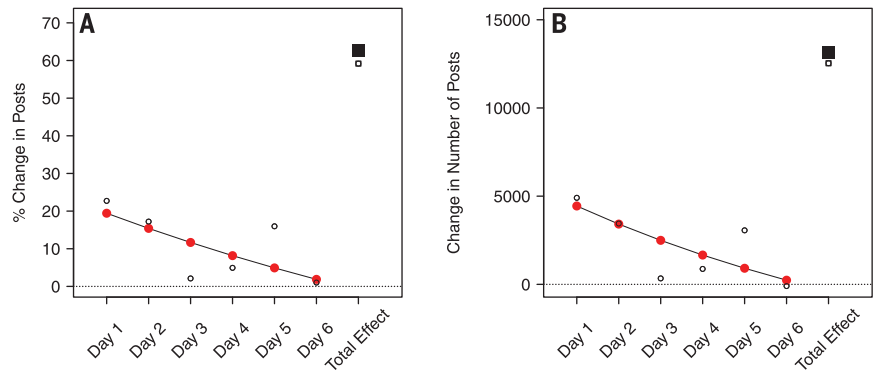 A
% Change in Posts
70
60
50
40
30
20
10
0
Day 1
Day 2
Day 3
Day 4
Day 5
Day 6
Total Effect
B
Change in Number of Posts
15000
10000
5000
0
Day 1
Day 2
Day 3
Day 4
Day 5
Day 6
Total Effect